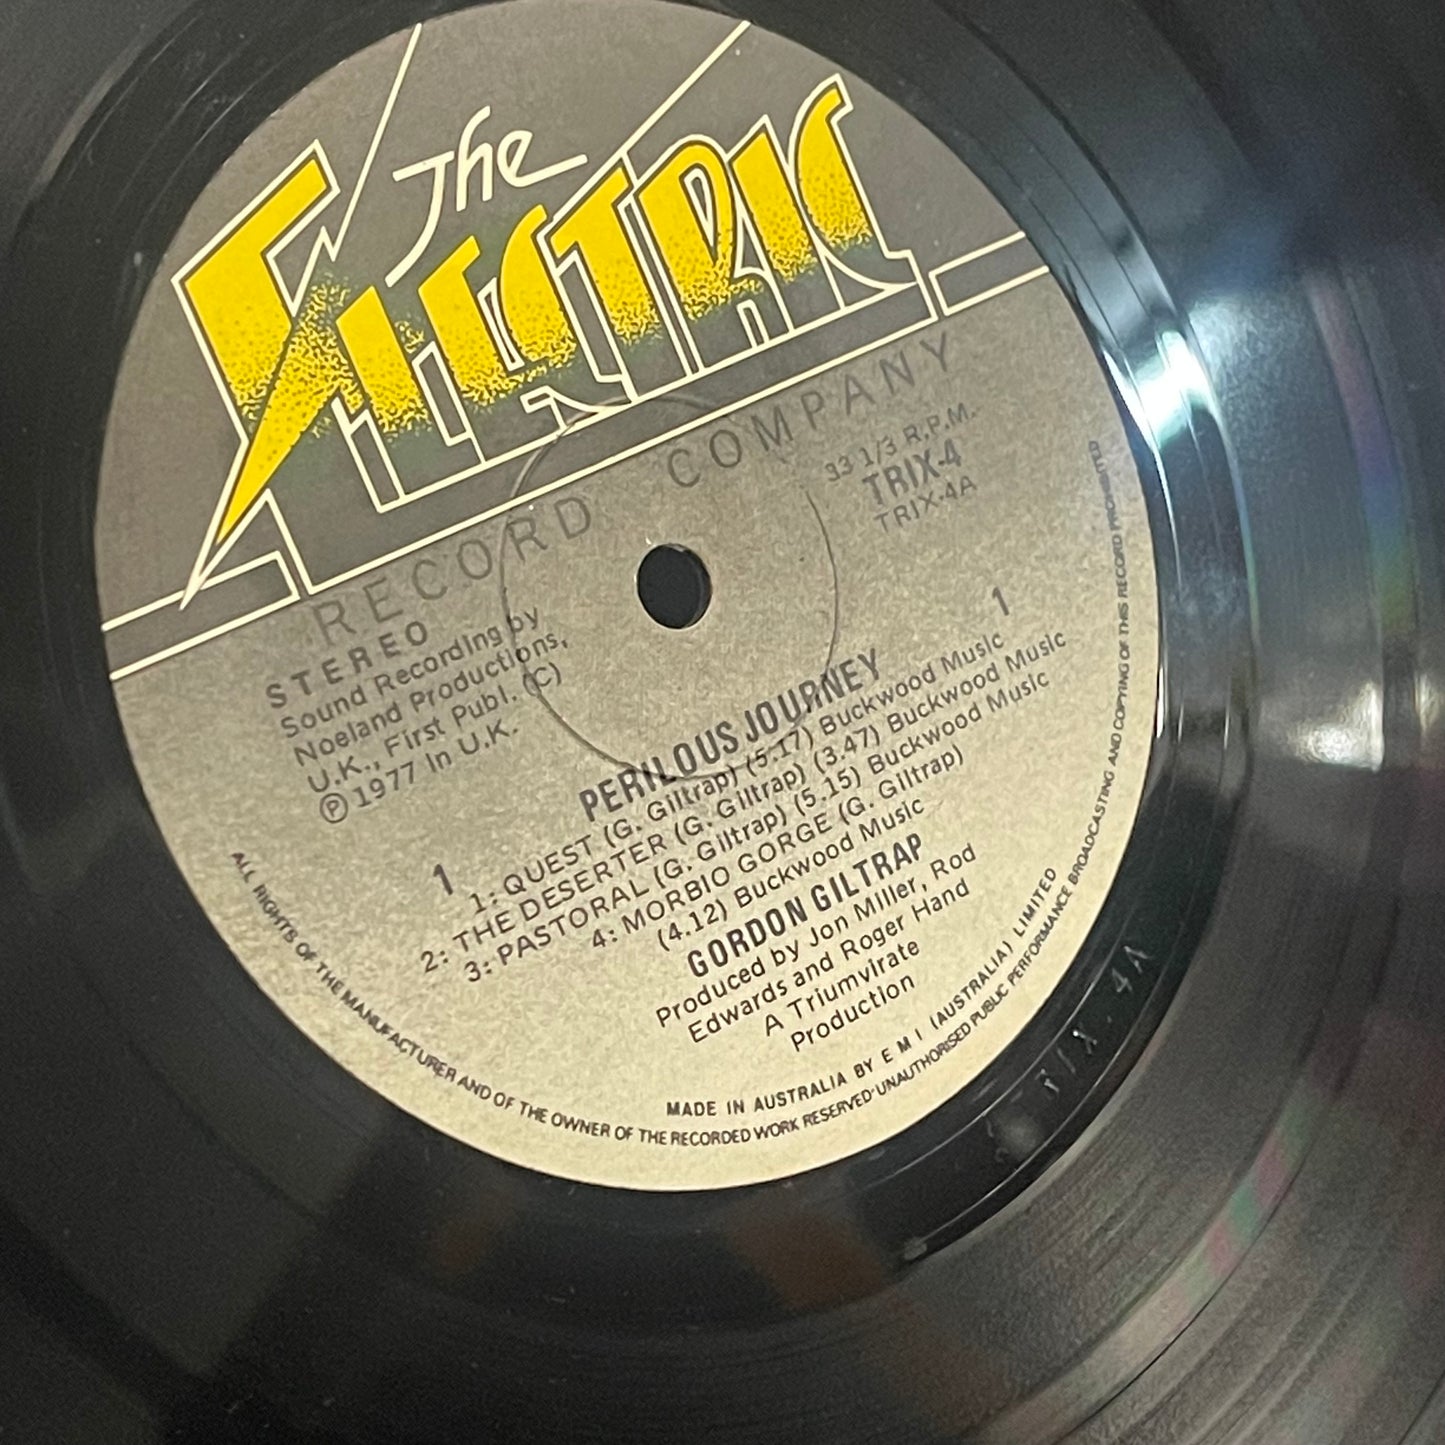 The
ELECTRIC
RECORD COMPANY
33 1/3 R.P.M.
TRIX-4
TRIX-4A
STEREO
Sound Recording by
Noeland Productions,
U.K., First Publ. (C)
Ⓟ 1977 In U.K.
1
1
PERILOUS JOURNEY
1: QUEST (G. Giltrap) (5.17) Buckwood Music
2: THE DESERTER (G. Giltrap) (3.47) Buckwood Music
3: PASTORAL (G. Giltrap) (5.15) Buckwood Music
4: MORBIO GORGE (G. Giltrap)
(4.12) Buckwood Music
GORDON GILTRAP
Produced by Jon Miller, Rod
Edwards and Roger Hand
A Triumvirate
Production
MADE IN AUSTRALIA BY E M I (AUSTRALIA) LIMITED
ALL RIGHTS OF THE MANUFACTURER AND OF THE OWNER OF THE RECORDED WORK RESERVED·UNAUTHORISED PUBLIC PERFORMANCE BROADCASTING AND COPYING OF THIS RECORD PROHIBITED